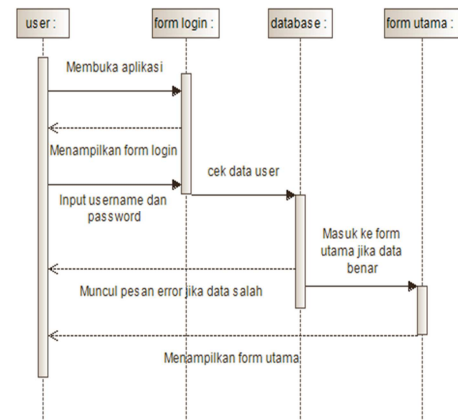 user :
form login :
database :
form utama :
Membuka aplikasi
Menampilkan form login
cek data user
Input username dan
password
Masuk ke form
utama jika data
benar
Muncul pesan error jika data salah
Menampilkan form utama